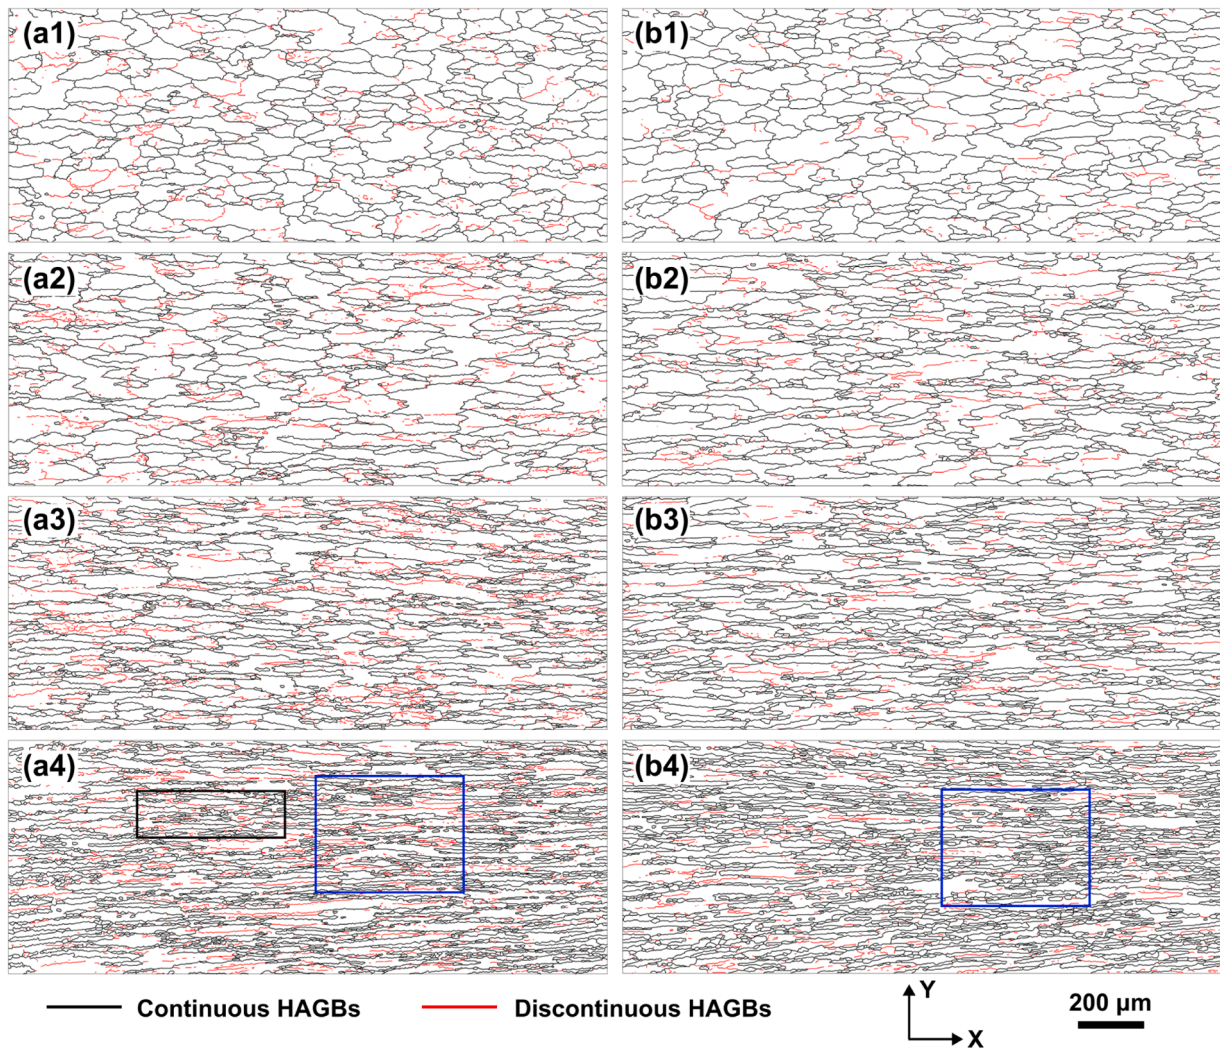 (a1)
(b1)
(a2)
(b2)
(a3)
(b3)
(a4)
(b4)
Continuous HAGBs
Discontinuous HAGBs
Y
X
200 μm